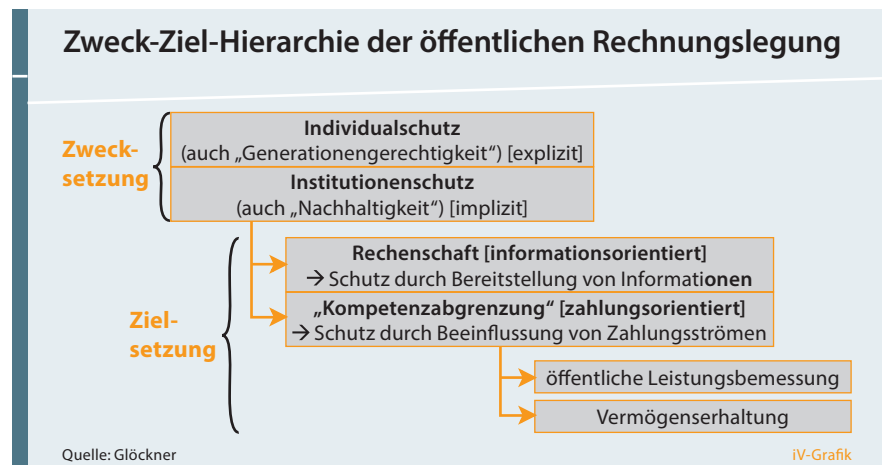 Zweck-Ziel-Hierarchie der öffentlichen Rechnungslegung
Zweck-
setzung
Individualschutz
(auch „Generationengerechtigkeit“) [explizit]
Institutionenschutz
(auch „Nachhaltigkeit“) [implizit]
Ziel-
setzung
Rechenschaft [informationsorientiert]
→ Schutz durch Bereitstellung von Informationen
„Kompetenzabgrenzung“ [zahlungsorientiert]
→ Schutz durch Beeinflussung von Zahlungsströmen
öffentliche Leistungsbemessung
Vermögenserhaltung
Quelle: Glöckner
iV-Grafik